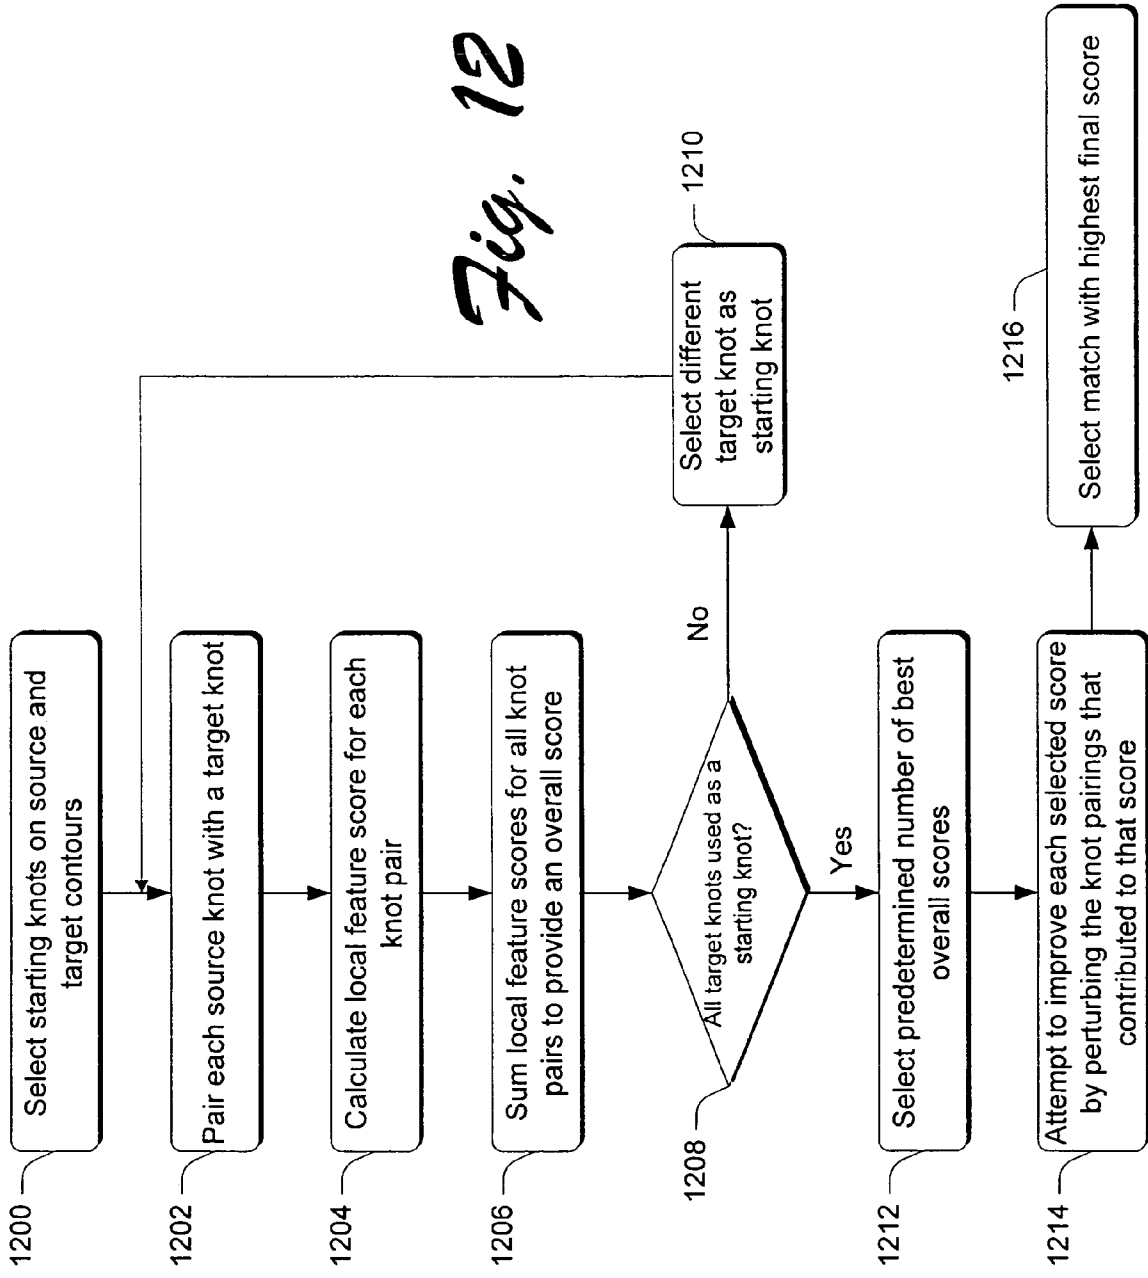 1200
Select starting knots on source and
target contours
1202
Pair each source knot with a target knot
1204
Calculate local feature score for each
knot pair
1206
Sum local feature scores for all knot
pairs to provide an overall score
1208
All target knots used as a
starting knot?
No
1210
Select different
target knot as
starting knot
Yes
1212
Select predetermined number of best
overall scores
1214
Attempt to improve each selected score
by perturbing the knot pairings that
contributed to that score
1216
Select match with highest final score
Fig. 12